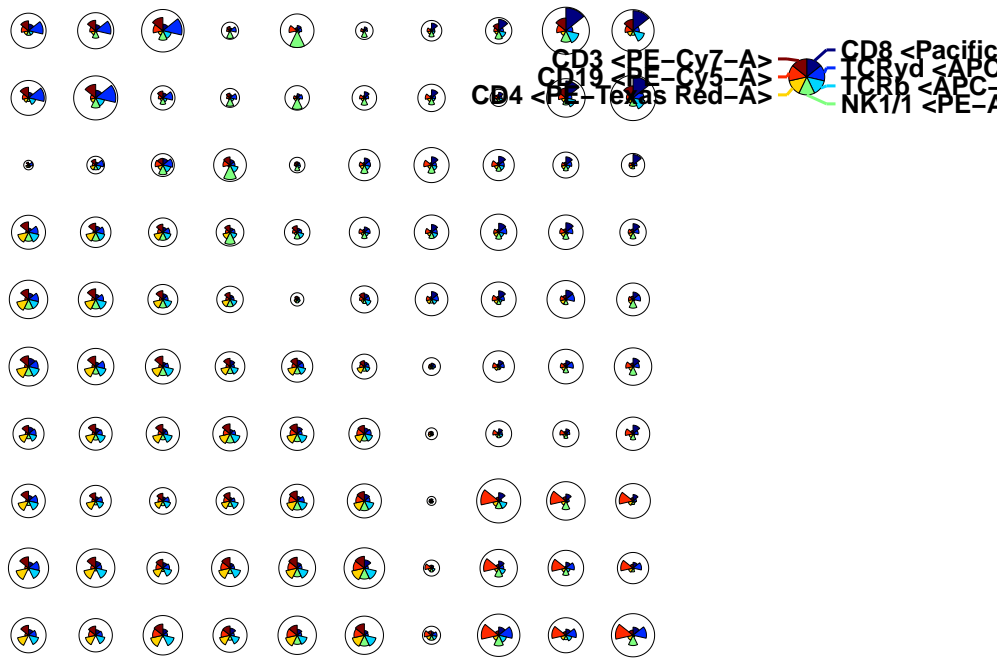 CD3 <PE−Cy7−A>
CD19 <PE−Cy5−A>
CD4 <PE−Texas Red−A>
CD8 <Pacific
TCRyd <APC
TCRb <APC−
NK1/1 <PE−A